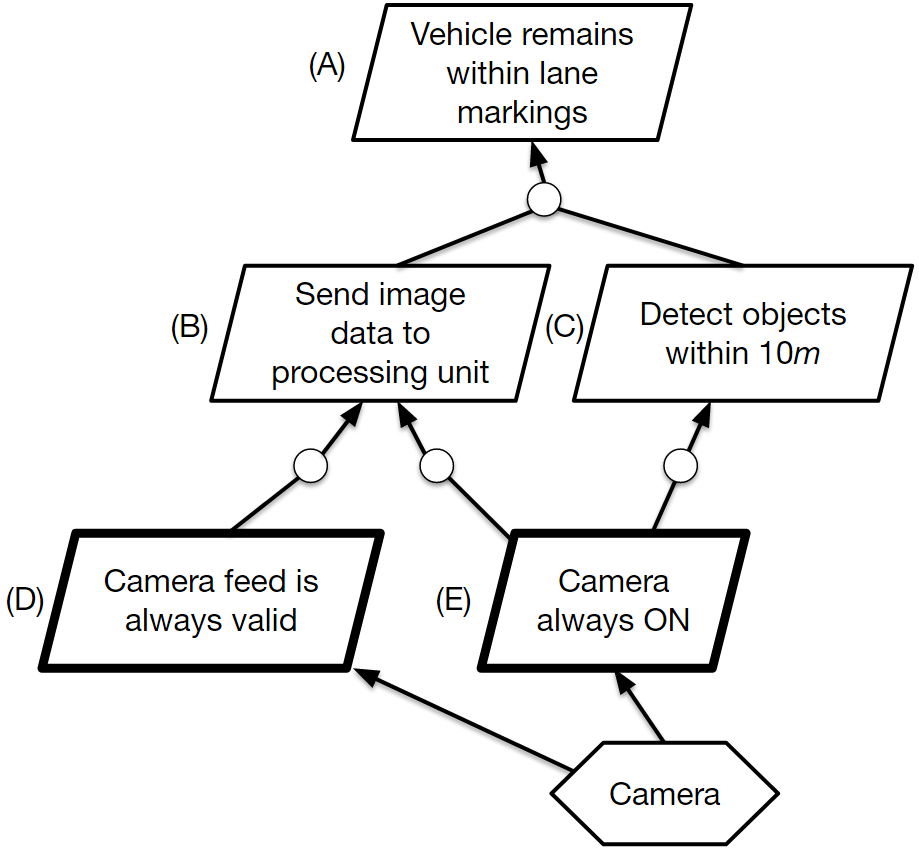 (A)
Vehicle remains
within lane
markings
(B)
Send image
data to
processing unit
(C)
Detect objects
within 10m
(D)
Camera feed is
always valid
(E)
Camera
always ON
Camera